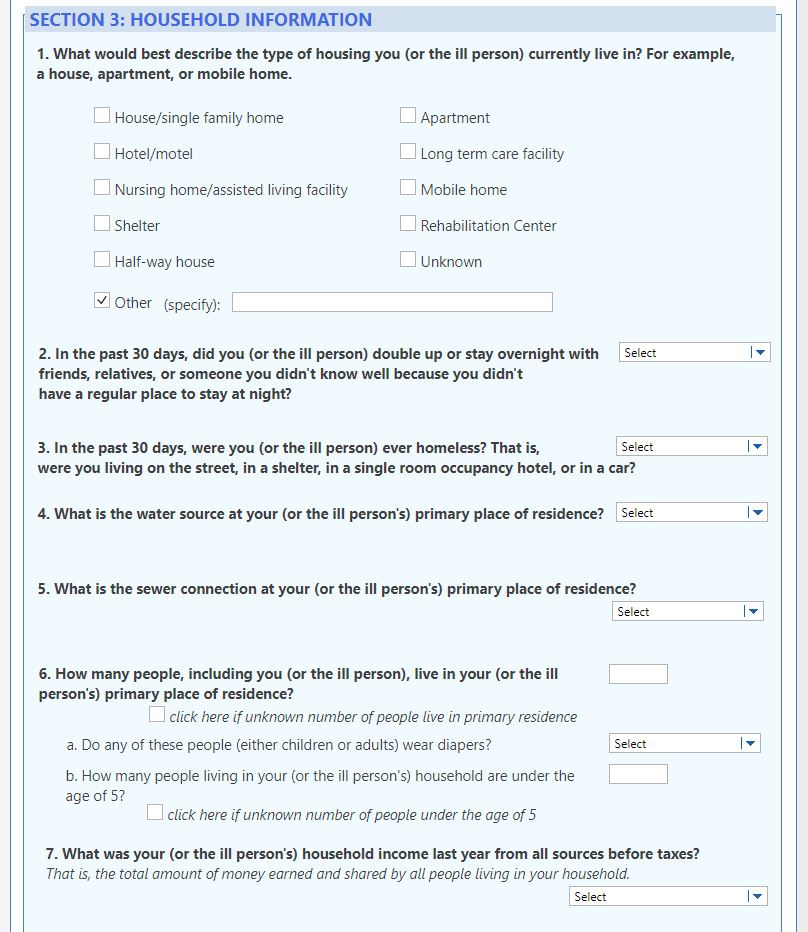 SECTION 3: HOUSEHOLD INFORMATION
1. What would best describe the type of housing you (or the ill person) currently live in? For example,
a house, apartment, or mobile home.
House/single family home
Apartment
Hotel/motel
Long term care facility
Nursing home/assisted living facility
Mobile home
Shelter
Rehabilitation Center
Half-way house
Unknown
Other (specify):
2. In the past 30 days, did you (or the ill person) double up or stay overnight with
Select
friends, relatives, or someone you didn't know well because you didn't
have a regular place to stay at night?
3. In the past 30 days, were you (or the ill person) ever homeless? That is,
Select
were you living on the street, in a shelter, in a single room occupancy hotel, or in a car?
4. What is the water source at your (or the ill person's) primary place of residence?
Select
5. What is the sewer connection at your (or the ill person's) primary place of residence?
Select
6. How many people, including you (or the ill person), live in your (or the ill
person's) primary place of residence?
click here if unknown number of people live in primary residence
a. Do any of these people (either children or adults) wear diapers?
Select
b. How many people living in your (or the ill person's) household are under the
age of 5?
click here if unknown number of people under the age of 5
7. What was your (or the ill person's) household income last year from all sources before taxes?
That is, the total amount of money earned and shared by all people living in your household.
Select